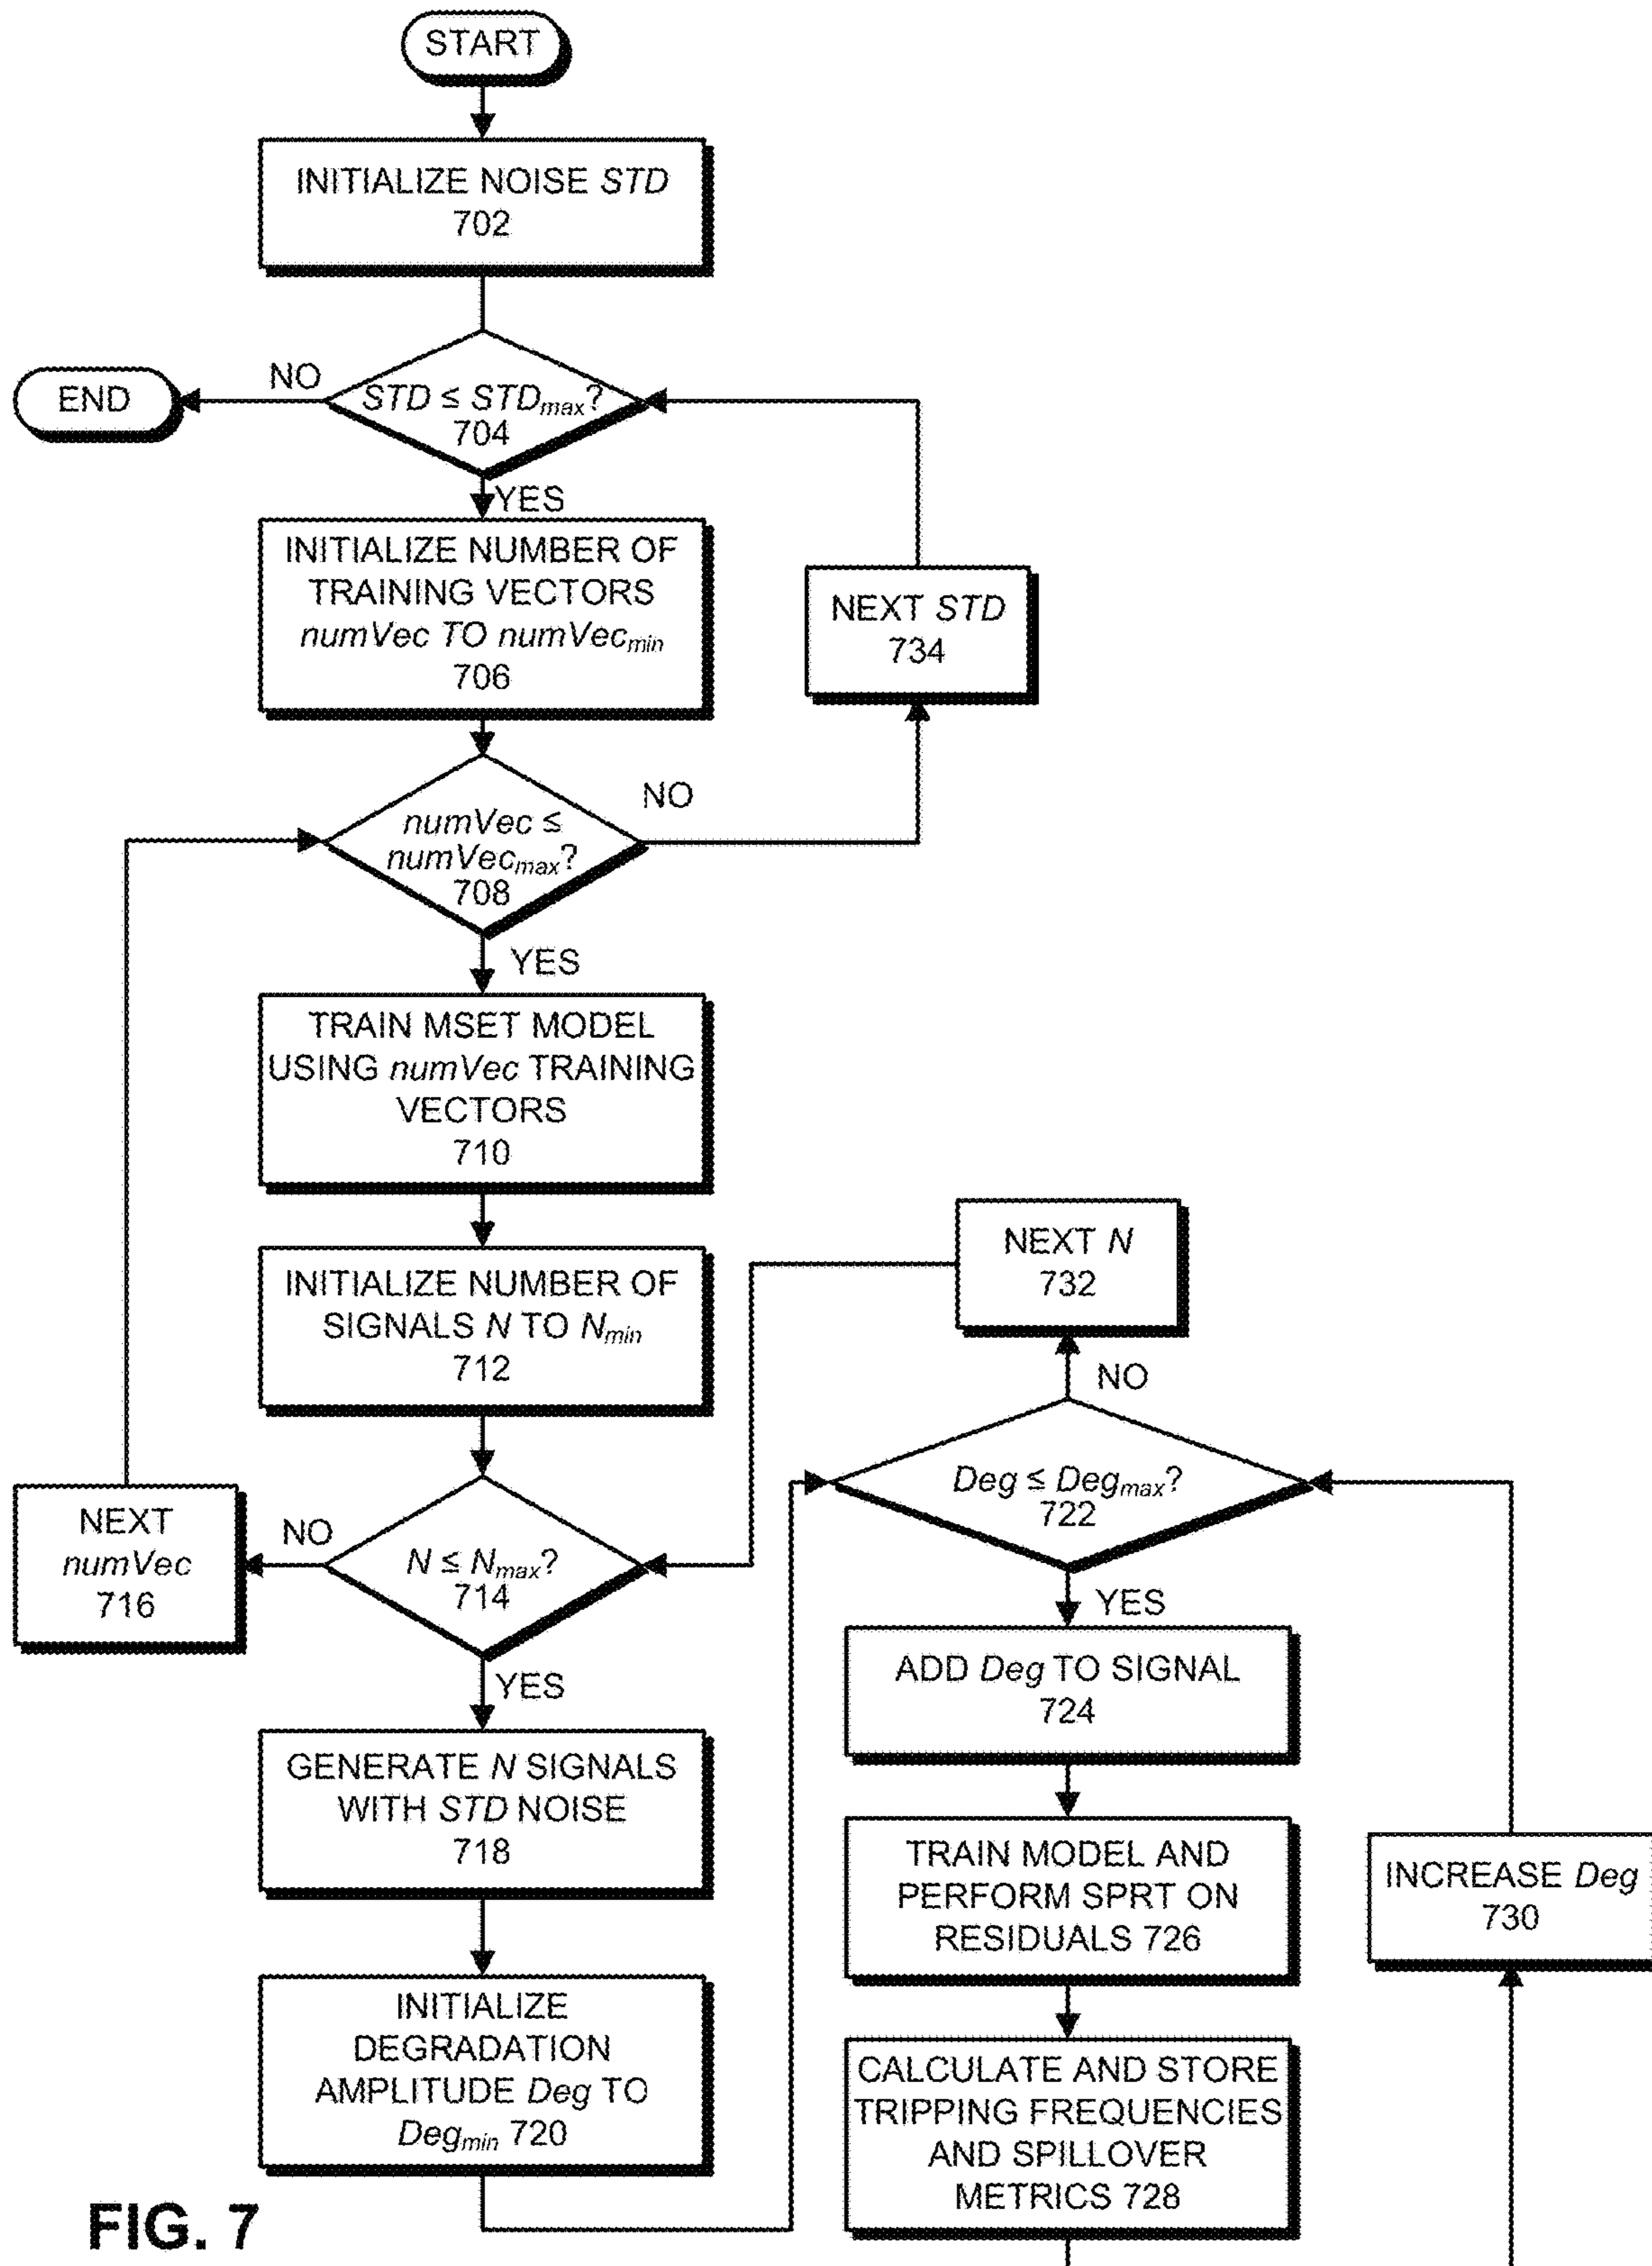 START
INITIALIZE NOISE STD
702
STD ≤ STDmax?
704
NO
END
YES
INITIALIZE NUMBER OF
TRAINING VECTORS
numVec TO numVecmin
706
NEXT STD
734
numVec ≤
numVecmax?
708
NO
YES
TRAIN MSET MODEL
USING numVec TRAINING
VECTORS
710
INITIALIZE NUMBER OF
SIGNALS N TO Nmin
712
N ≤ Nmax?
714
NO
NEXT
numVec
716
YES
GENERATE N SIGNALS
WITH STD NOISE
718
INITIALIZE
DEGRADATION
AMPLITUDE Deg TO
Degmin 720
NEXT N
732
NO
Deg ≤ Degmax?
722
YES
ADD Deg TO SIGNAL
724
TRAIN MODEL AND
PERFORM SPRT ON
RESIDUALS 726
CALCULATE AND STORE
TRIPPING FREQUENCIES
AND SPILLOVER
METRICS 728
INCREASE Deg
730
FIG. 7